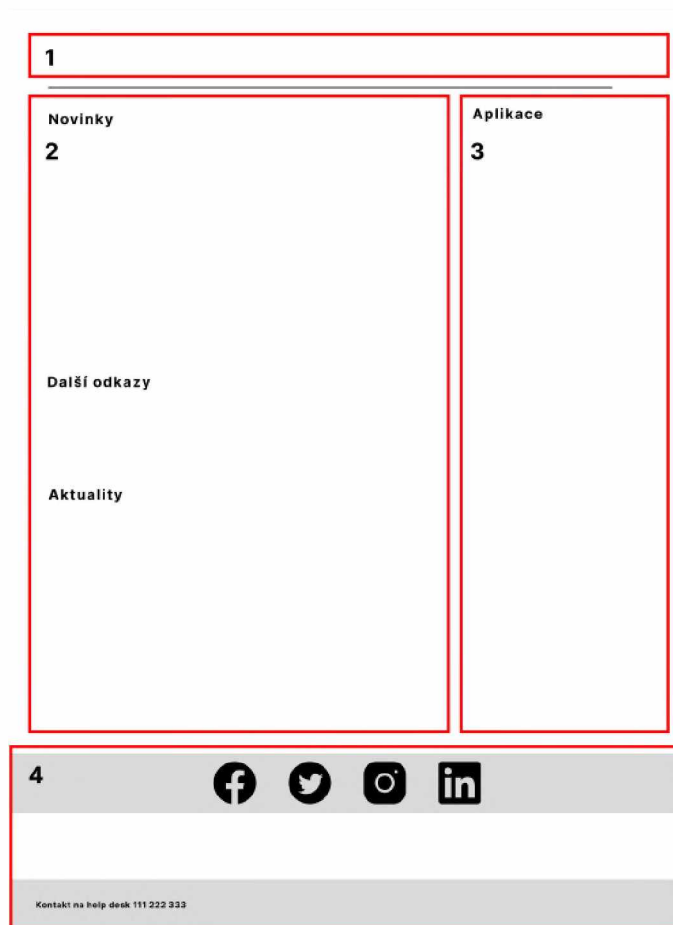 1
Novinky
2
Aplikace
3
Další odkazy
Aktuality
4
Kontakt na help desk 111 222 333